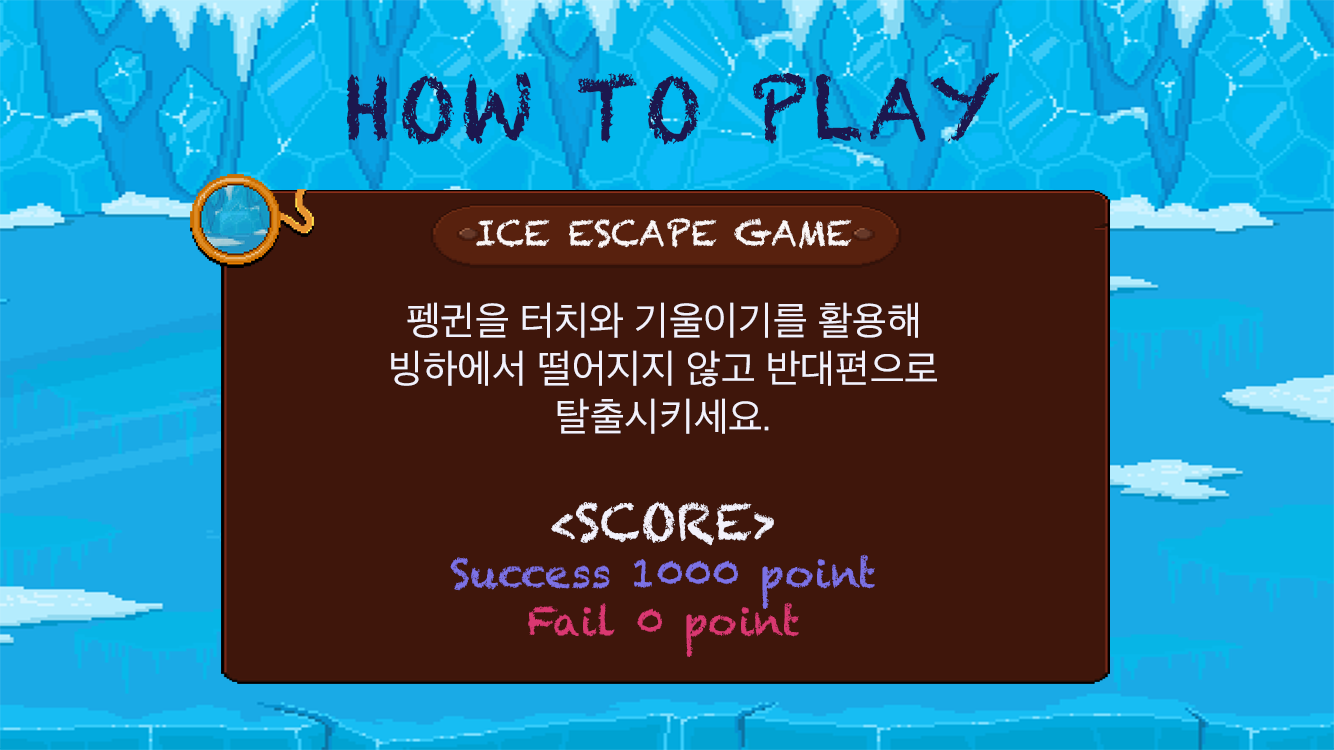 HOW TO PLAY
ICE ESCAPE GAME
펭귄을 터치와 기울이기를 활용해
빙하에서 떨어지지 않고 반대편으로
탈출시키세요.
<SCORE>
Success 1000 point
Fail 0 point